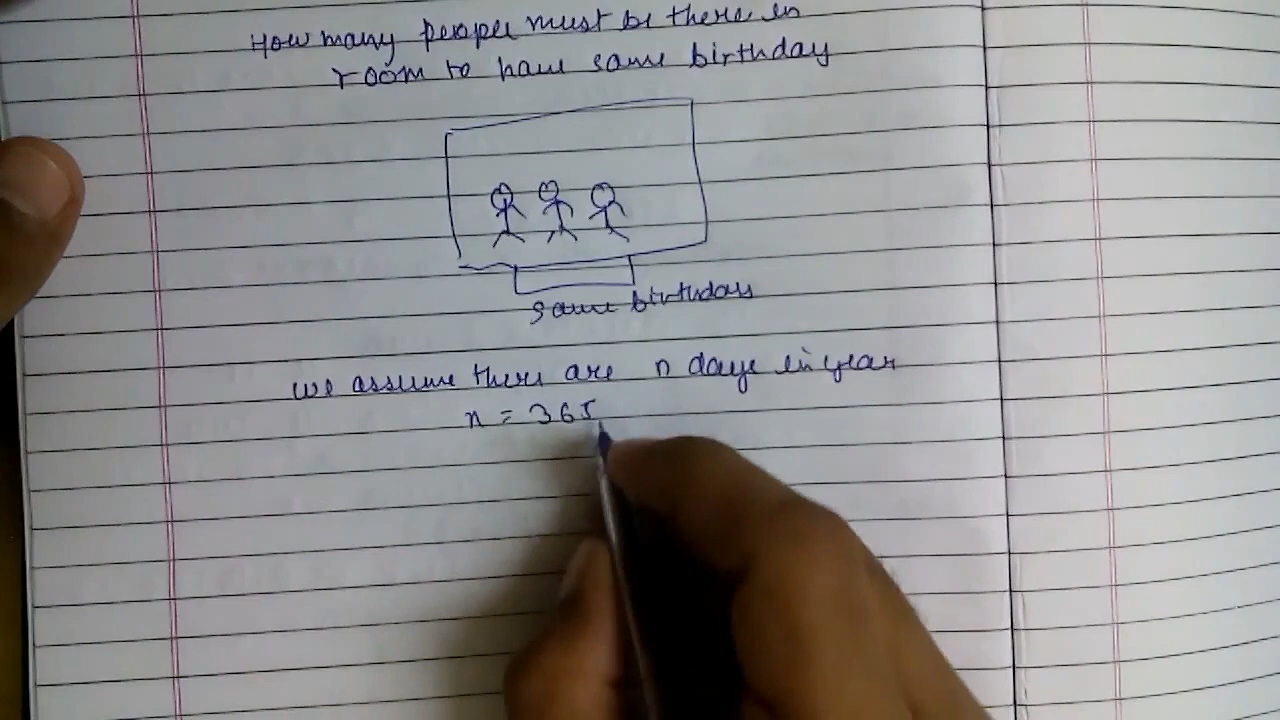 How many people must be there in
room to have same birthday
same birthdays
we assume there are n days in year
n = 365